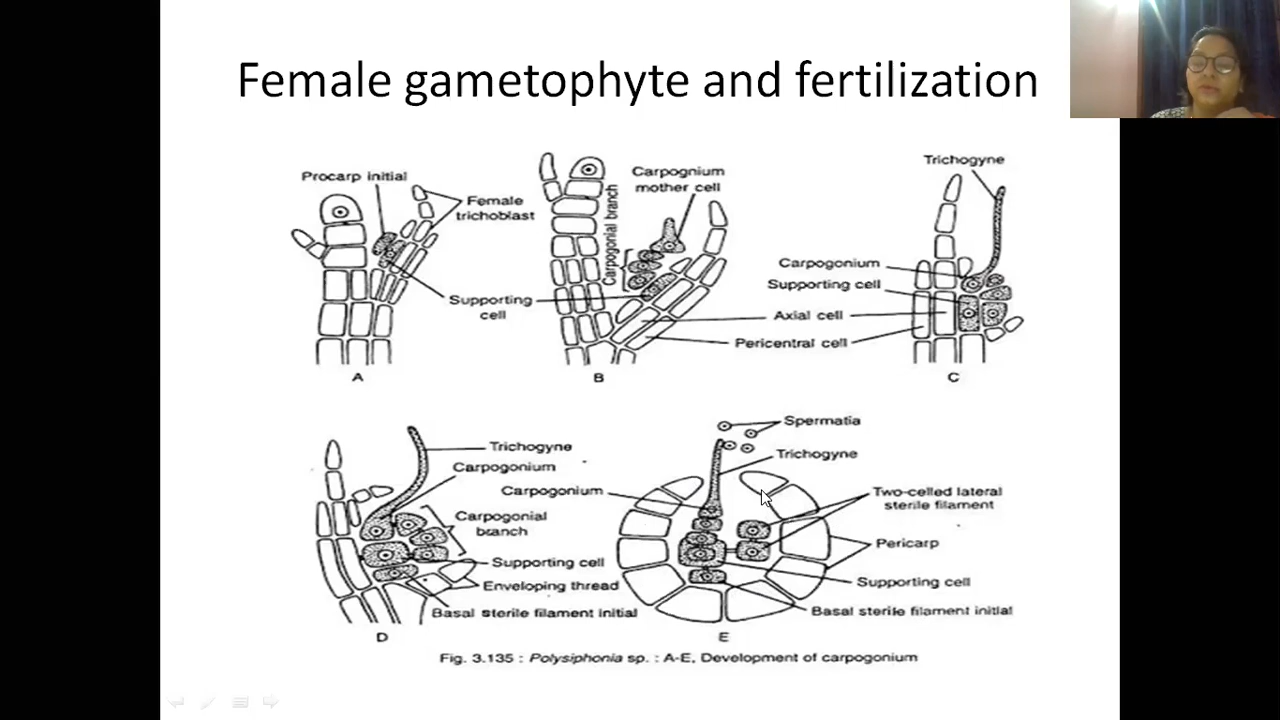 Female gametophyte and fertilization
Procarp initial
Female
trichoblast
Supporting
cell
A
Carpognium
mother cell
Carpogonial branch
B
Trichogyne
Carpogonium
Supporting cell
Axial cell
Pericentral cell
C
Trichogyne
Carpogonium
Carpogonial
branch
Supporting cell
Enveloping thread
Basal sterile filament initial
D
Spermatia
Trichogyne
Carpogonium
Two-celled lateral
sterile filament
Pericarp
Supporting cell
Basal sterile filament initial
E
Fig. 3.135 : Polysiphonia sp. : A-E, Development of carpogonium